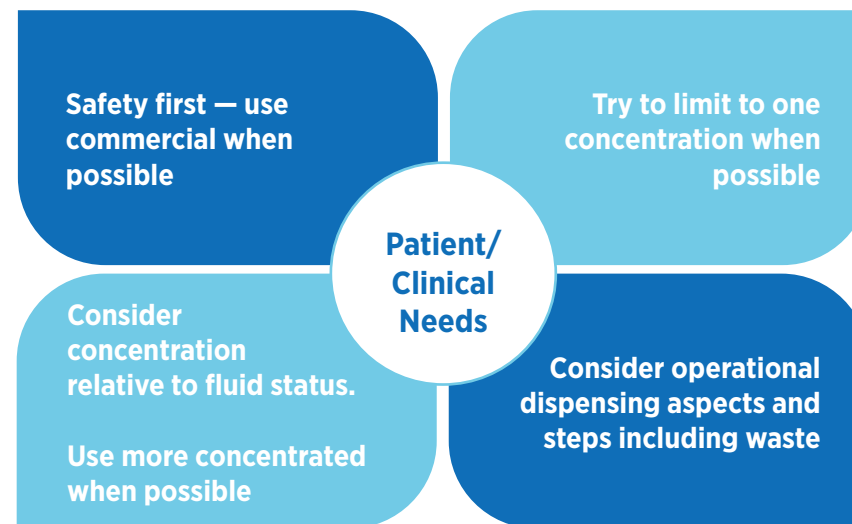 Safety first — use
commercial when
possible
Try to limit to one
concentration when
possible
Patient/
Clinical
Needs
Consider
concentration
relative to fluid status.
Use more concentrated
when possible
Consider operational
dispensing aspects and
steps including waste